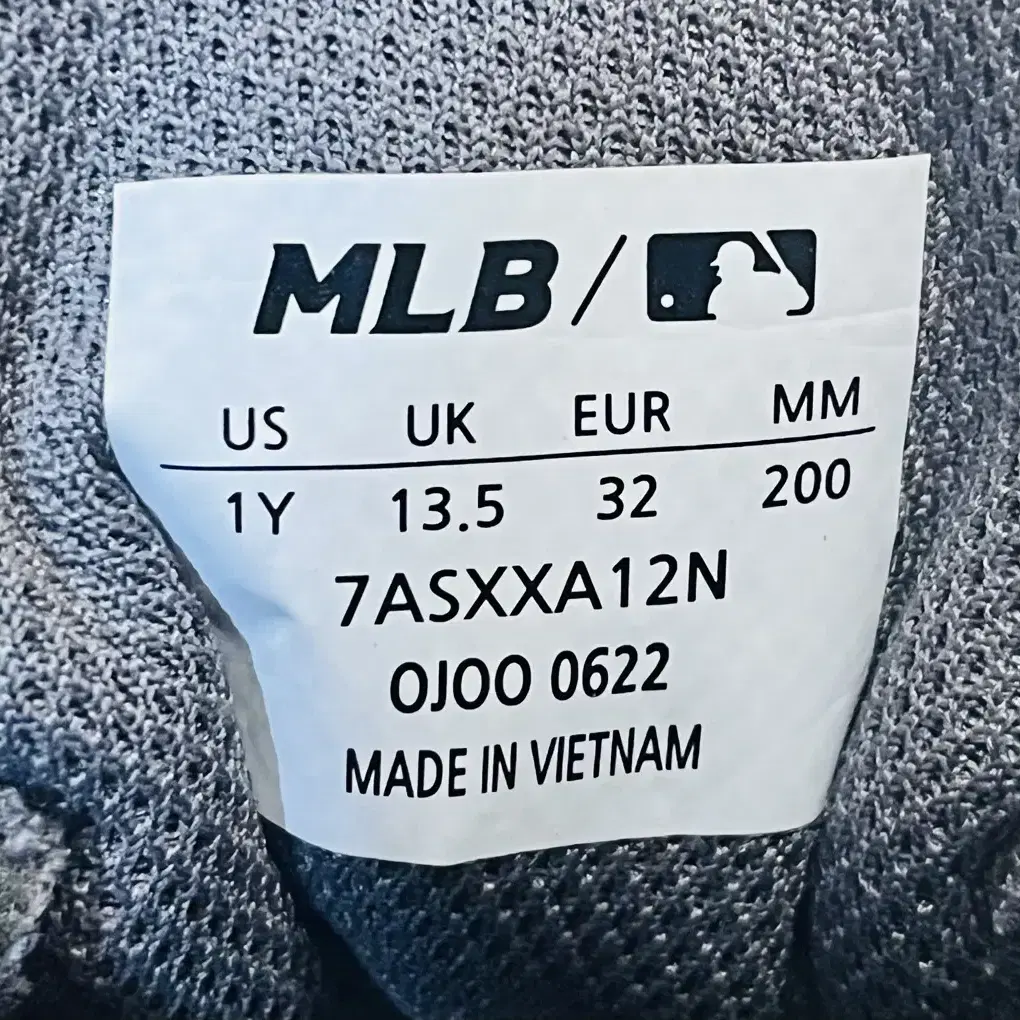 MLB /
US UK EUR MM
1Y 13.5 32 200
7ASXXA12N
OJOO 0622
MADE IN VIETNAM